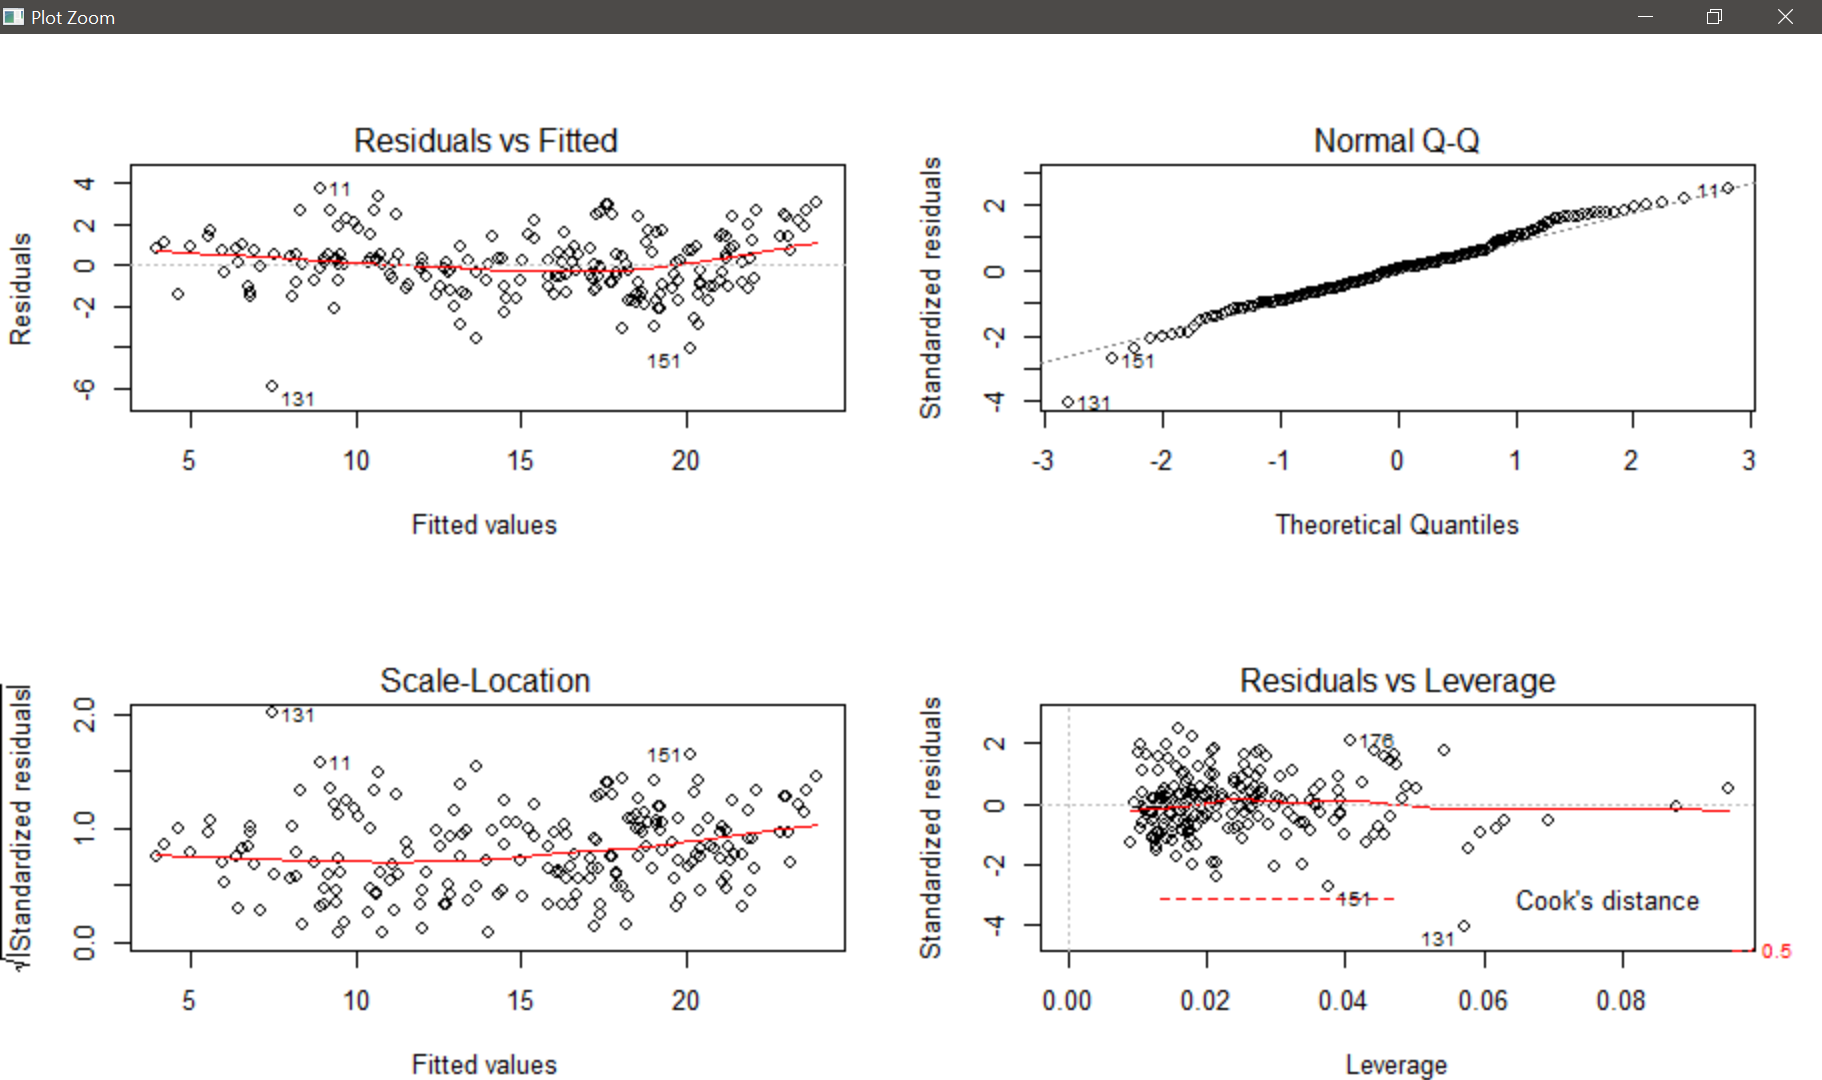 Plot Zoom
Residuals vs Fitted
Residuals
4
2
0
-2
-6
11
151
131
5 10 15 20
Fitted values
Normal Q-Q
Standardized residuals
2
0
-2
-4
11
151
131
-3 -2 -1 0 1 2 3
Theoretical Quantiles
Scale-Location
√|Standardized residuals|
2.0
1.0
0.0
131
11
151
5 10 15 20
Fitted values
Residuals vs Leverage
Standardized residuals
2
0
-2
-4
176
151
131
Cook's distance
0.5
0.00 0.02 0.04 0.06 0.08
Leverage